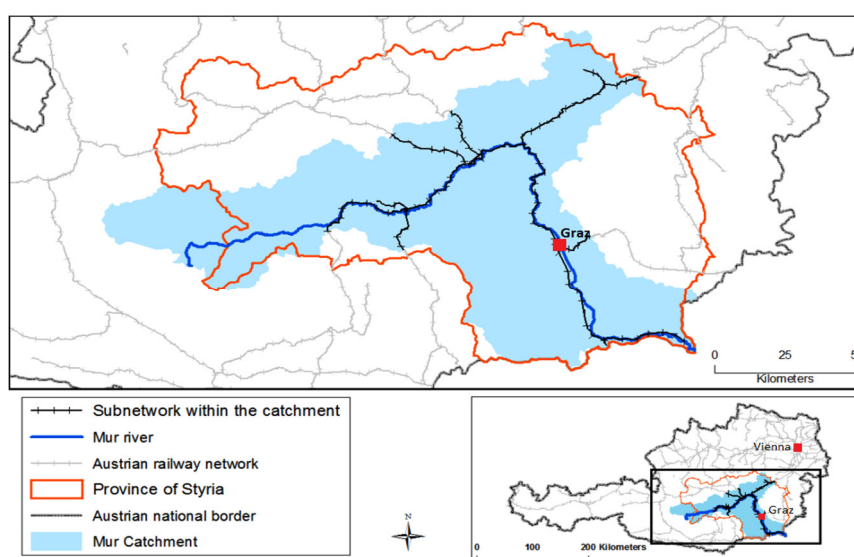 Graz
0 25 5
Kilometers
Subnetwork within the catchment
Mur river
Austrian railway network
Province of Styria
Austrian national border
Mur Catchment
N
Vienna
Graz
0 100 200 Kilometers